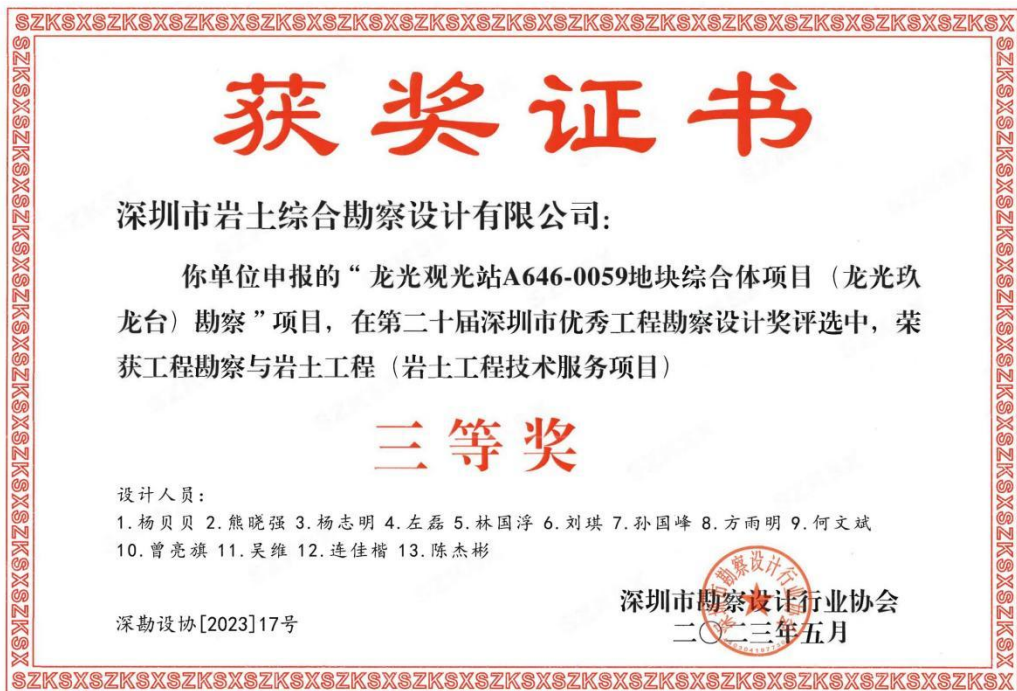 SZKSXSZKSXSZKSXSZKSXSZKSXSZKSXSZKSXSZKSXSZKSXSZKSXSZKSX
获奖证书
深圳市岩土综合勘察设计有限公司:
你单位申报的“龙光观光站A646-0059地块综合体项目（龙光玖
龙台）勘察”项目，在第二十届深圳市优秀工程勘察设计奖评选中，荣
获工程勘察与岩土工程（岩土工程技术服务项目）
三等奖
设计人员:
1.杨贝贝 2.熊晓强 3.杨志明 4.左磊 5.林国浮 6.刘琪 7.孙国峰 8.方雨明 9.何文斌
10.曾亮旗 11.吴维 12.连佳楷 13.陈杰彬
深圳市勘察设计行业协会
二〇二三年五月
深勘设协[2023]17号